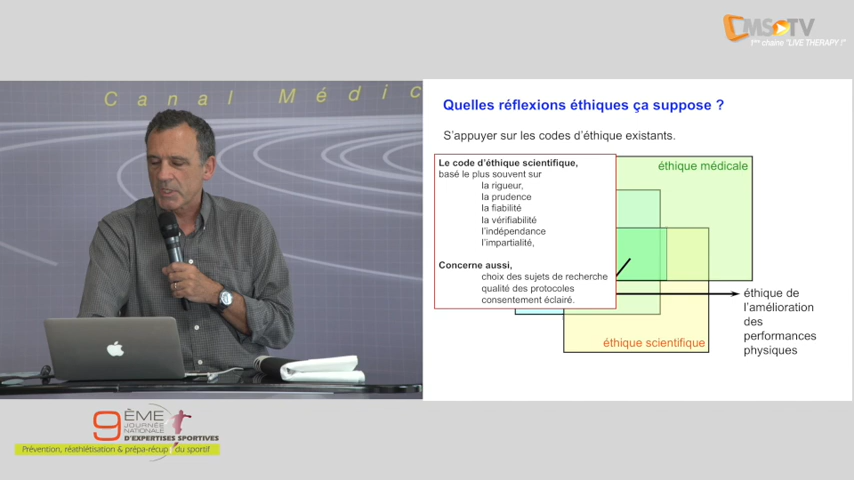 CMSTV
1ère chaine "LIVE THERAPY !"
Canal Médic
Quelles réflexions éthiques ça suppose ?
S'appuyer sur les codes d'éthique existants.
Le code d'éthique scientifique,
basé le plus souvent sur
la rigueur,
la prudence
la fiabilité
la vérifiabilité
l'indépendance
l'impartialité,
Concerne aussi,
choix des sujets de recherche
qualité des protocoles
consentement éclairé.
éthique médicale
éthique de
l'amélioration
des
performances
physiques
éthique scientifique
9ÈME
JOURNÉE
NATIONALE
D'EXPERTISES SPORTIVES
Prévention, réathlétisation & prépa-récup du sportif